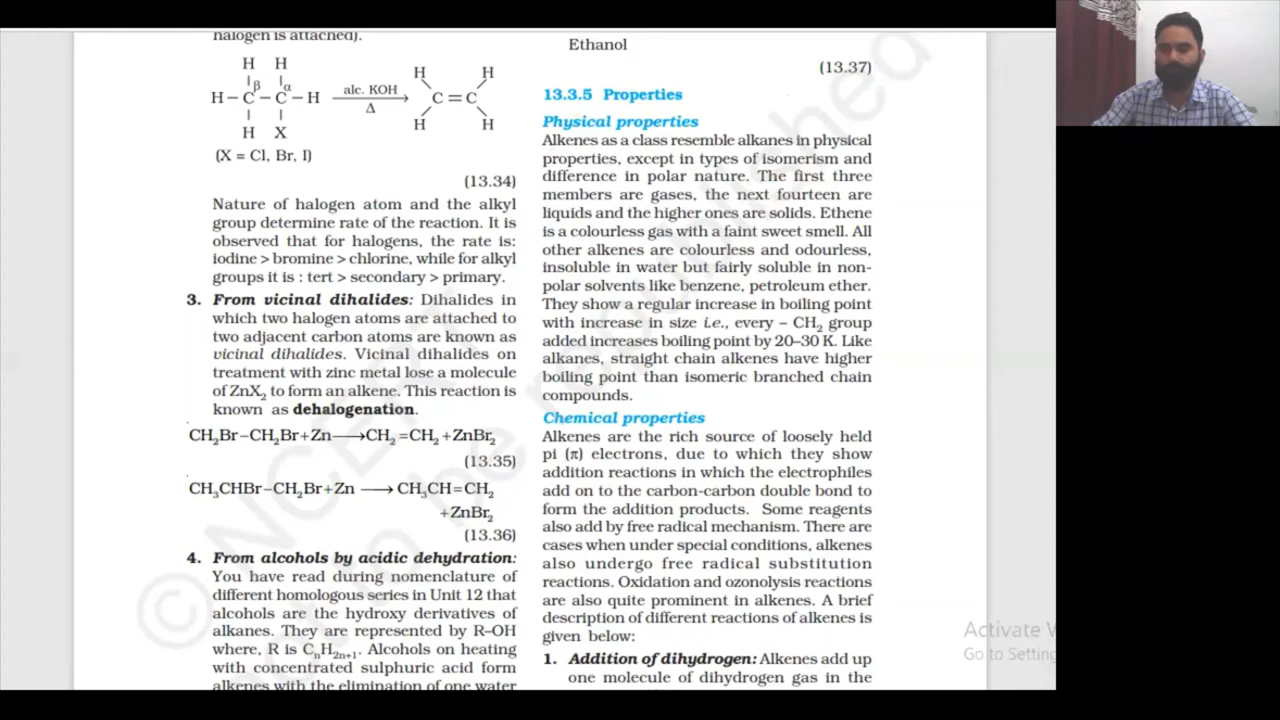 halogen is attached).
H H
β α
H – C – C – H alc. KOH Δ → H H C = C H H
H X
(X = Cl, Br, I)
(13.34)
Nature of halogen atom and the alkyl
group determine rate of the reaction. It is
observed that for halogens, the rate is:
iodine > bromine > chlorine, while for alkyl
groups it is : tert > secondary > primary.
3. From vicinal dihalides: Dihalides in
which two halogen atoms are attached to
two adjacent carbon atoms are known as
vicinal dihalides. Vicinal dihalides on
treatment with zinc metal lose a molecule
of ZnX₂ to form an alkene. This reaction is
known as dehalogenation.
CH₂Br–CH₂Br+Zn⟶CH₂=CH₂+ZnBr₂
(13.35)
CH₃CHBr–CH₂Br+Zn ⟶ CH₃CH=CH₂
+ZnBr₂
(13.36)
4. From alcohols by acidic dehydration:
You have read during nomenclature of
different homologous series in Unit 12 that
alcohols are the hydroxy derivatives of
alkanes. They are represented by R–OH
where, R is CₙH₂ₙ₊₁. Alcohols on heating
with concentrated sulphuric acid form
alkenes with the elimination of one water
Ethanol
(13.37)
13.3.5 Properties
Physical properties
Alkenes as a class resemble alkanes in physical
properties, except in types of isomerism and
difference in polar nature. The first three
members are gases, the next fourteen are
liquids and the higher ones are solids. Ethene
is a colourless gas with a faint sweet smell. All
other alkenes are colourless and odourless,
insoluble in water but fairly soluble in non-
polar solvents like benzene, petroleum ether.
They show a regular increase in boiling point
with increase in size i.e., every – CH₂ group
added increases boiling point by 20–30 K. Like
alkanes, straight chain alkenes have higher
boiling point than isomeric branched chain
compounds.
Chemical properties
Alkenes are the rich source of loosely held
pi (π) electrons, due to which they show
addition reactions in which the electrophiles
add on to the carbon-carbon double bond to
form the addition products. Some reagents
also add by free radical mechanism. There are
cases when under special conditions, alkenes
also undergo free radical substitution
reactions. Oxidation and ozonolysis reactions
are also quite prominent in alkenes. A brief
description of different reactions of alkenes is
given below:
1. Addition of dihydrogen: Alkenes add up
one molecule of dihydrogen gas in the
© NCERT
not to be republished
Activate W
Go to Setting